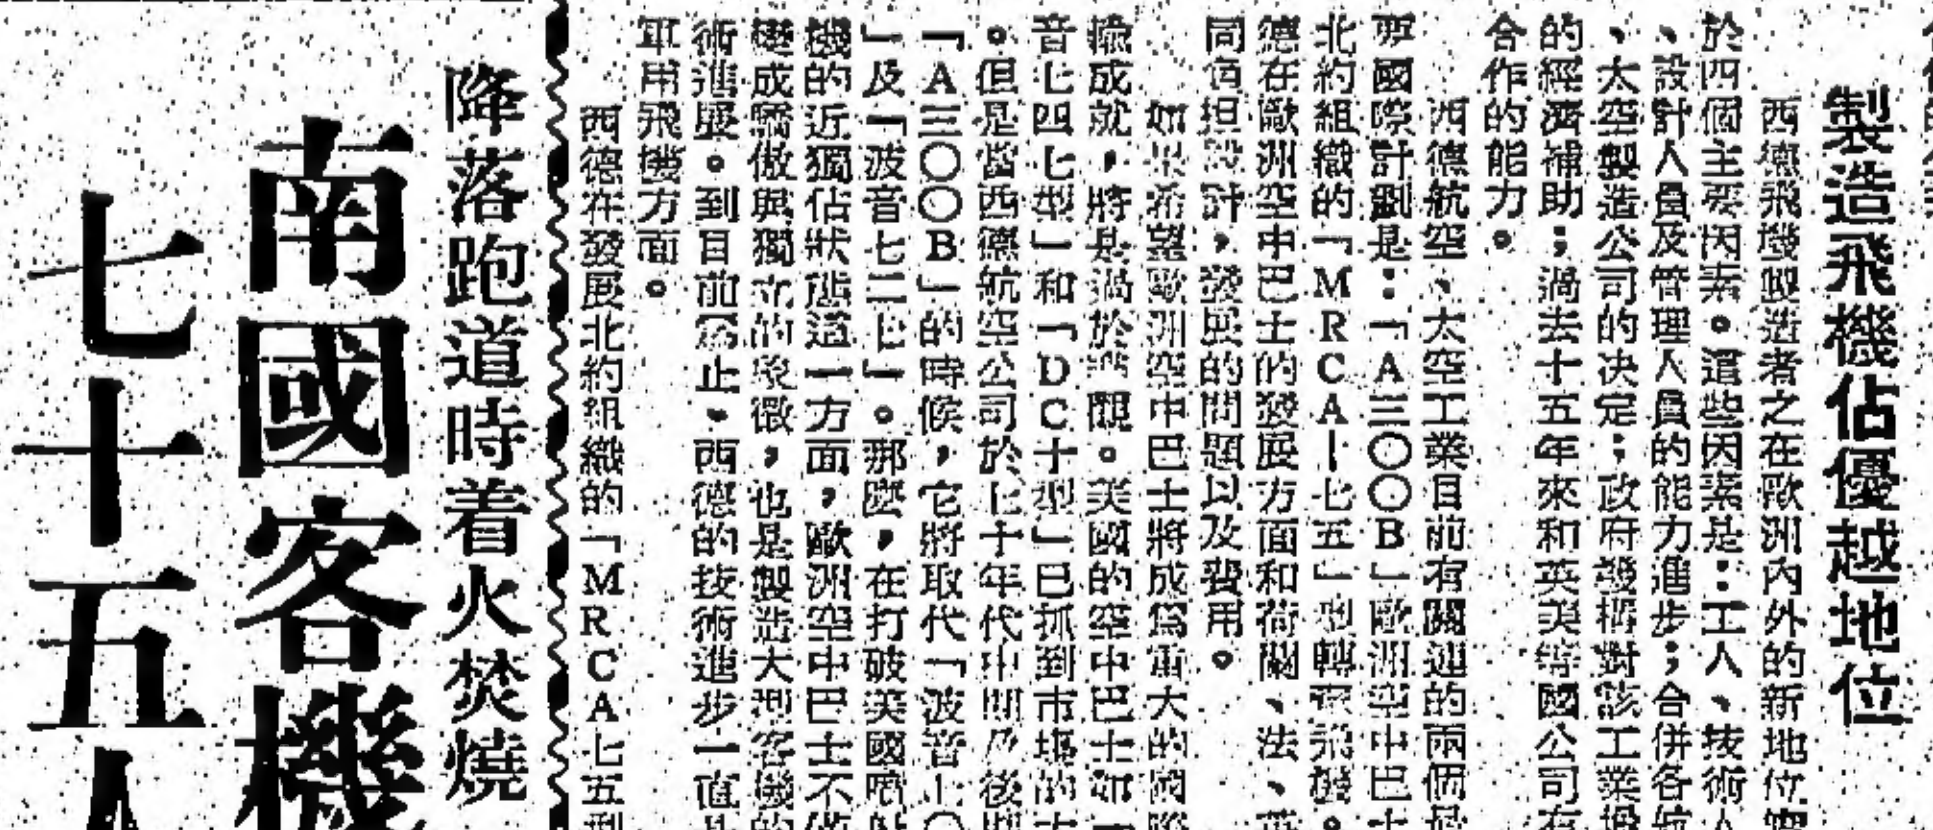 製造飛機佔優越地位
西德飛機製造者之在歐洲內外的新地位
於四個主要因素。這些因素是：工人、技術人
、設計人員及管理人員的能力進步；合併各航
、太空製造公司的決定；政府發椢對該工業
的經濟補助；過去十五年來和英美等國公司有
合作的能力。
西德航空、太空工業目前有關連的兩個最
要國際計劃是：「A三〇〇B」歐洲空中巴士
北約組織的「MRCA—七五」型轉衣飛機。
德在歐洲空中巴士的發展方面和荷蘭、法、英
同負担設計，發展的問題以及費用。
如果希望歐洲空中巴士將成為重大的國際
成就，將是過於。美國的空中巴士如「
音七四七型」和「DC十型」已抓到市場的
。但是當西德航空公司於七十年代中期及後期
「A三〇〇B」的時候，它將取代「波音
」及「波音七二七」。那麼，在打破美國噴射
機的近獨佔狀態這一方面，歐洲空中巴士不僅
變成驕傲與獨立的象徵，也是製造大型客機的
術進展。到目前為止，西德的技術進步一直
軍用飛機方面。
西德在發展北約組織的「MRCA七五型
降落跑道時着火焚燒
南國客機
七十五人